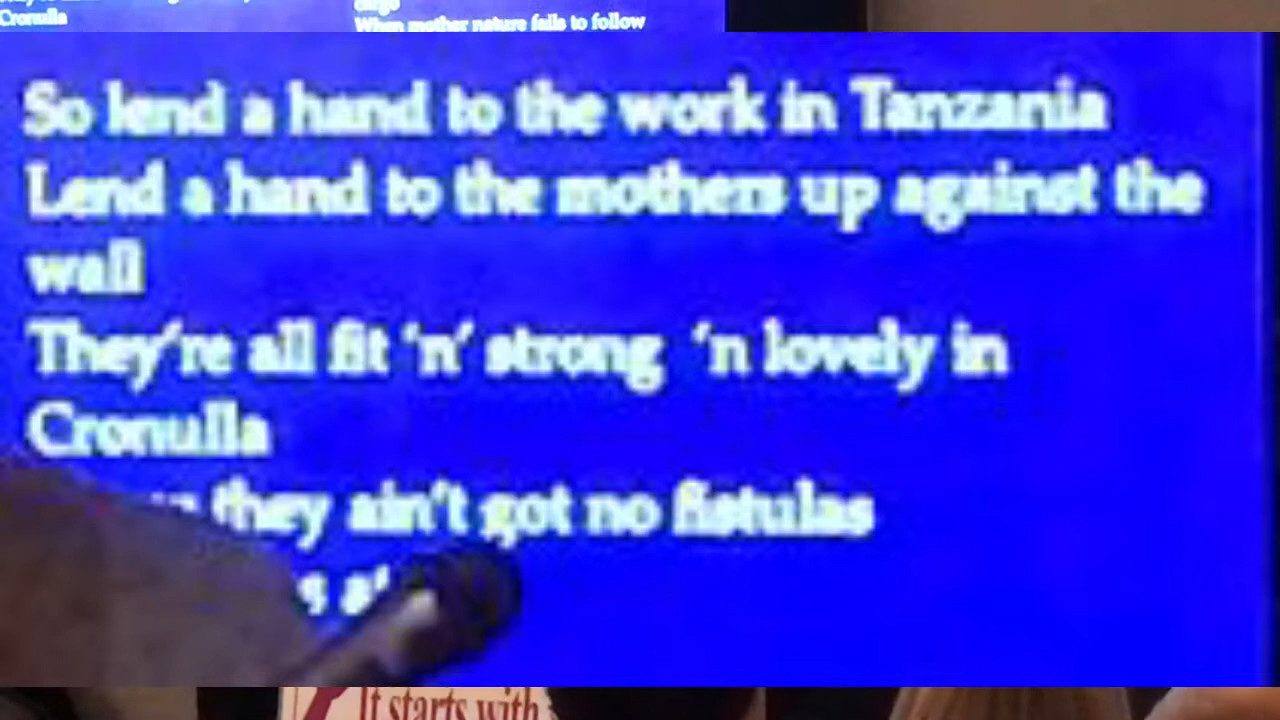 Cronulla
cargo
When mother nature fails to follow
So lend a hand to the work in Tanzania
Lend a hand to the mothers up against the
wall
They're all fit 'n' strong 'n lovely in
Cronulla
they ain't got no fistulas
It starts with